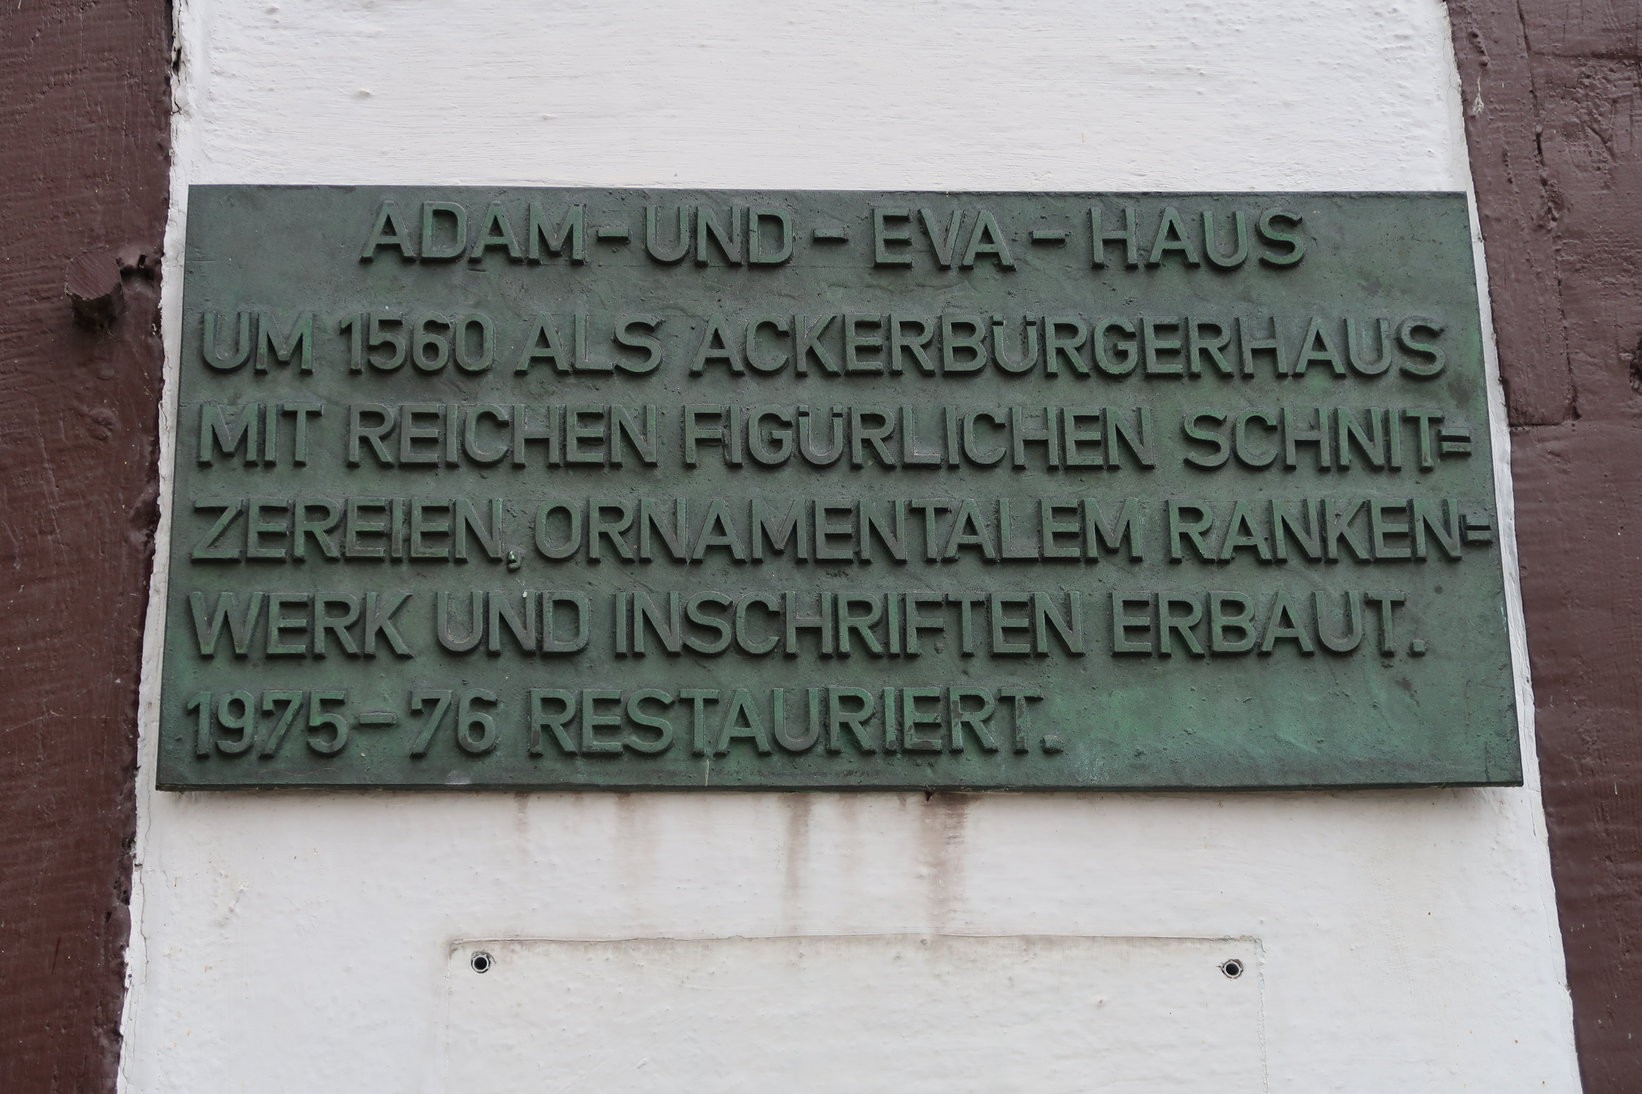 ADAM-UND-EVA-HAUS
UM 1560 ALS ACKERBÜRGERHAUS
MIT REICHEN FIGÜRLICHEN SCHNIT=
ZEREIEN, ORNAMENTALEM RANKEN=
WERK UND INSCHRIFTEN ERBAUT.
1975-76 RESTAURIERT.